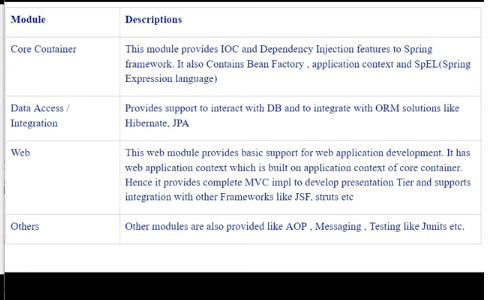 Module Descriptions
Core Container This module provides IOC and Dependency Injection features to Spring
framework. It also Contains Bean Factory , application context and SpEL(Spring
Expression language)
Data Access / Provides support to interact with DB and to integrate with ORM solutions like
Integration Hibernate, JPA
Web This web module provides basic support for web application development. It has
web application context which is built on application context of core container.
Hence it provides complete MVC impl to develop presentation Tier and supports
integration with other Frameworks like JSF, struts etc
Others Other modules are also provided like AOP , Messaging , Testing like Junits etc.